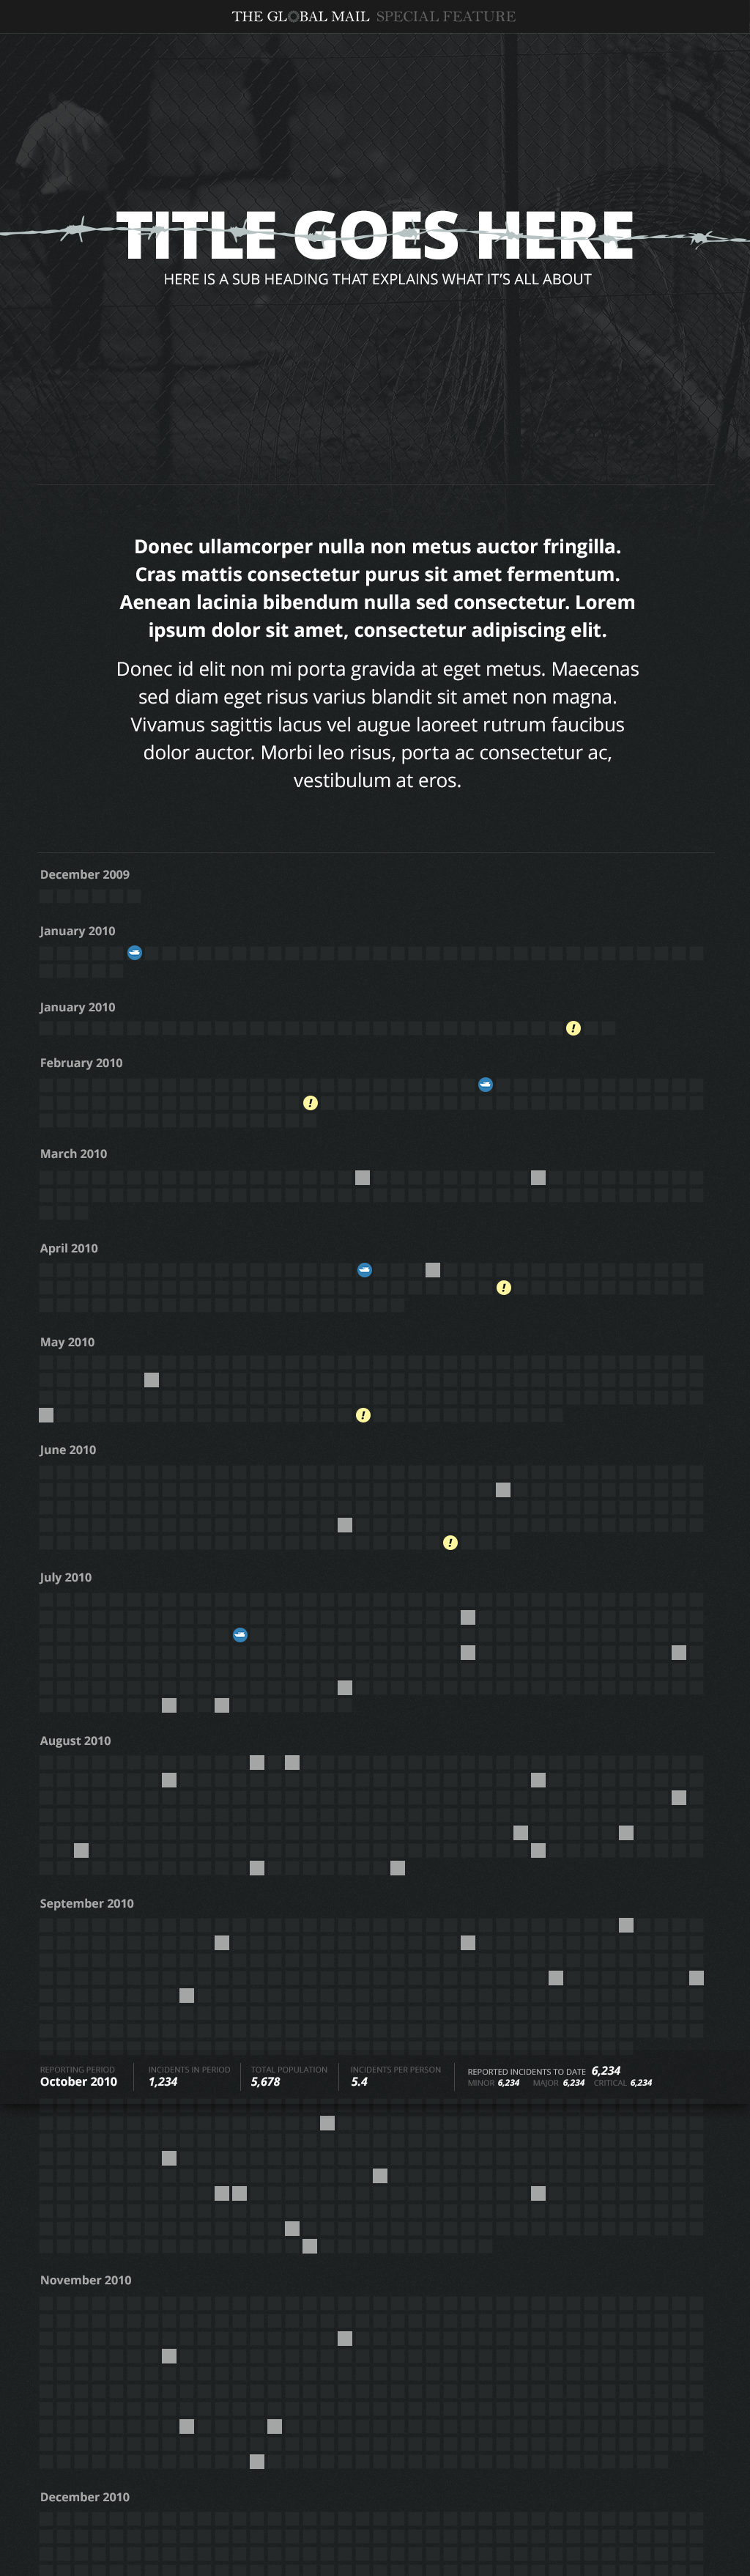 THE GLOBAL MAIL SPECIAL FEATURE
TITLE GOES HERE
HERE IS A SUB HEADING THAT EXPLAINS WHAT IT'S ALL ABOUT
Donec ullamcorper nulla non metus auctor fringilla.
Cras mattis consectetur purus sit amet fermentum.
Aenean lacinia bibendum nulla sed consectetur. Lorem
ipsum dolor sit amet, consectetur adipiscing elit.
Donec id elit non mi porta gravida at eget metus. Maecenas
sed diam eget risus varius blandit sit amet non magna.
Vivamus sagittis lacus vel augue laoreet rutrum faucibus
dolor auctor. Morbi leo risus, porta ac consectetur ac,
vestibulum at eros.
December 2009
January 2010
January 2010
!
February 2010
!
March 2010
April 2010
!
May 2010
!
June 2010
!
July 2010
August 2010
September 2010
REPORTING PERIOD
October 2010
INCIDENTS IN PERIOD
1,234
TOTAL POPULATION
5,678
INCIDENTS PER PERSON
5.4
REPORTED INCIDENTS TO DATE 6,234
MINOR 6,234 MAJOR 6,234 CRITICAL 6,234
November 2010
December 2010